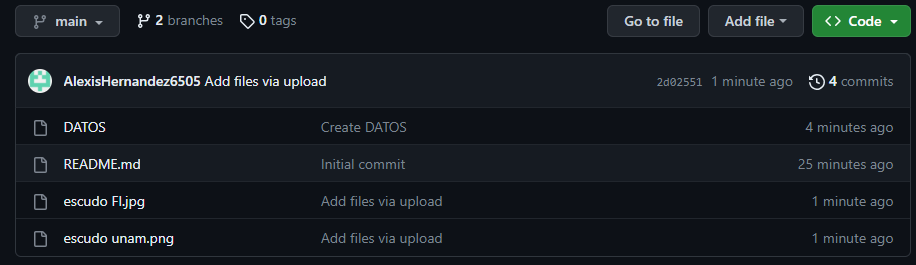 main 2 branches 0 tags Go to file Add file Code
AlexisHernandez6505 Add files via upload 2d02551 1 minute ago 4 commits
DATOS Create DATOS 4 minutes ago
README.md Initial commit 25 minutes ago
escudo FI.jpg Add files via upload 1 minute ago
escudo unam.png Add files via upload 1 minute ago